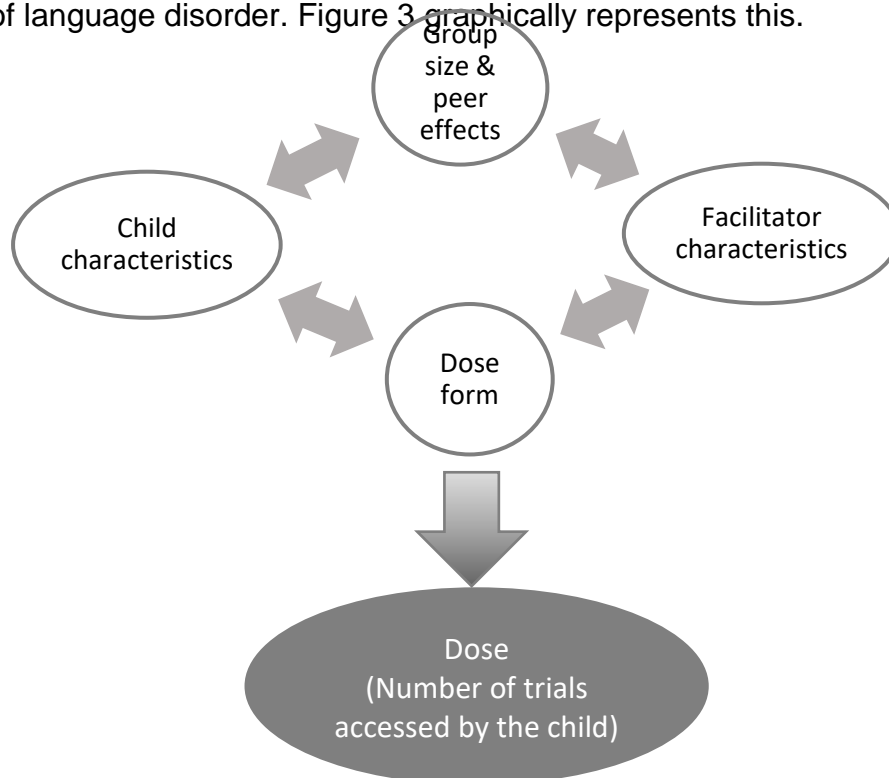 of language disorder. Figure 3 graphically represents this.
Group
size &
peer
effects
Child
characteristics
Facilitator
characteristics
Dose
form
Dose
(Number of trials
accessed by the child)